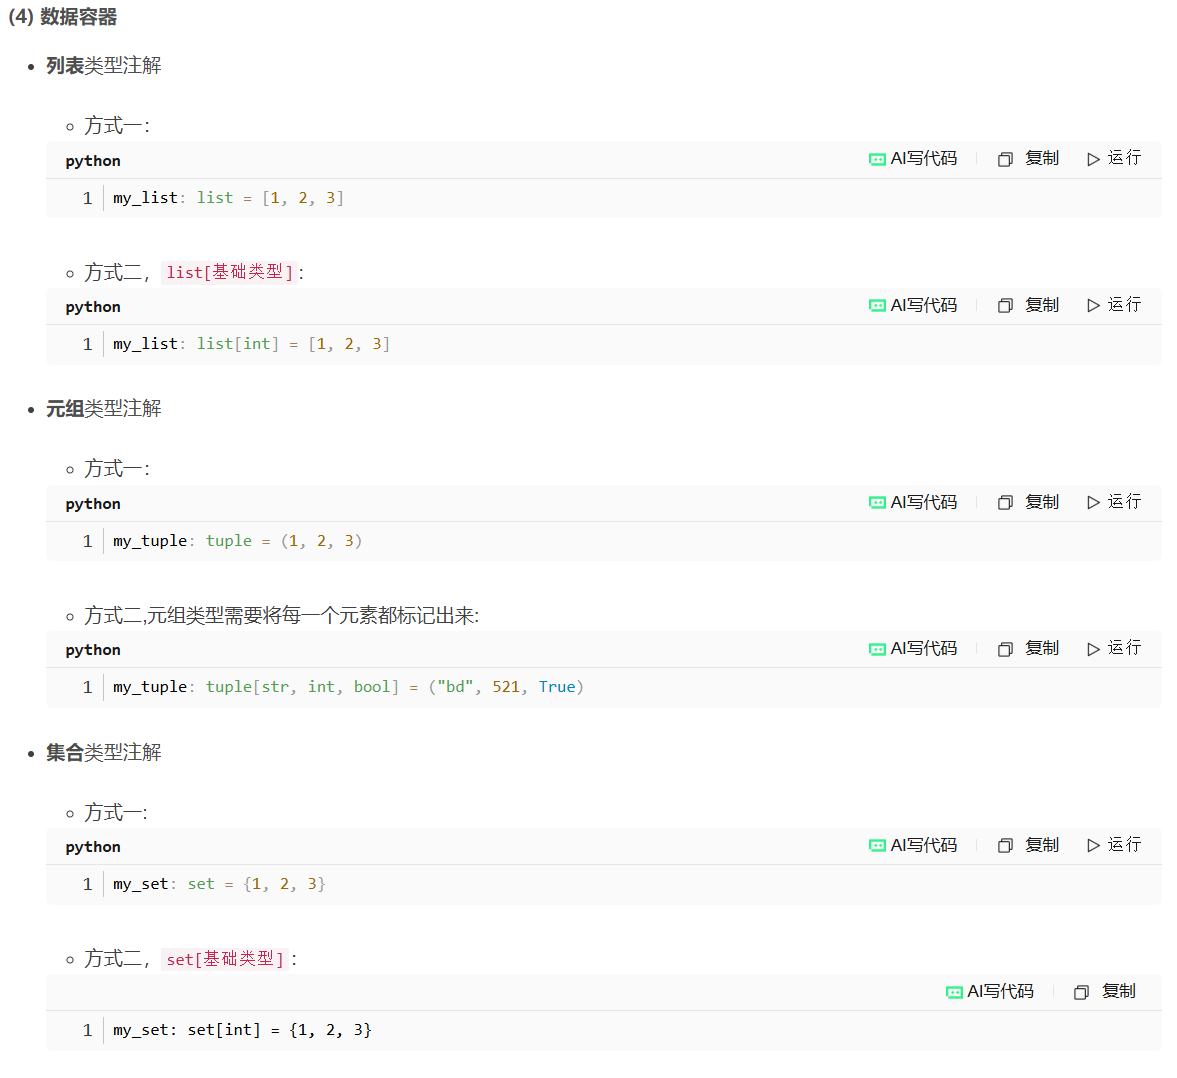 (4) 数据容器
列表类型注解
方式一:
python AI写代码 复制 运行
1 my_list: list = [1, 2, 3]
方式二，list[基础类型]:
python AI写代码 复制 运行
1 my_list: list[int] = [1, 2, 3]
元组类型注解
方式一:
python AI写代码 复制 运行
1 my_tuple: tuple = (1, 2, 3)
方式二,元组类型需要将每一个元素都标记出来:
python AI写代码 复制 运行
1 my_tuple: tuple[str, int, bool] = ("bd", 521, True)
集合类型注解
方式一:
python AI写代码 复制 运行
1 my_set: set = {1, 2, 3}
方式二，set[基础类型]:
AI写代码 复制
1 my_set: set[int] = {1, 2, 3}